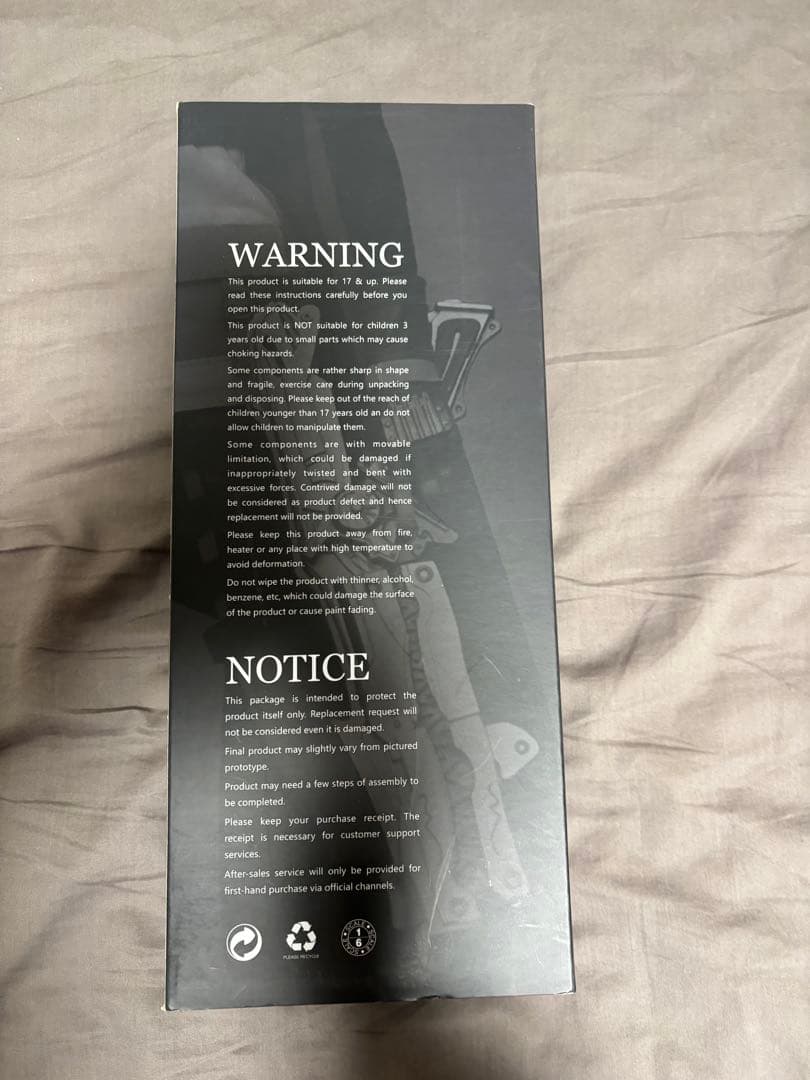 WARNING
This product is suitable for 17 & up. Please
read these instructions carefully before you
open this product.
This product is NOT suitable for children 3
years old due to small parts which may cause
choking hazards.
Some components are rather sharp in shape
and fragile, exercise care during unpacking
and disposing. Please keep out of the reach of
children younger than 17 years old an do not
allow children to manipulate them.
Some components are with movable
limitation, which could be damaged if
inappropriately twisted and bent with
excessive forces. Contrived damage will not
be considered as product defect and hence
replacement will not be provided.
Please keep this product away from fire,
heater or any place with high temperature to
avoid deformation.
Do not wipe the product with thinner, alcohol,
benzene, etc, which could damage the surface
of the product or cause paint fading.
NOTICE
This package is intended to protect the
product itself only. Replacement request will
not be considered even it is damaged.
Final product may slightly vary from pictured
prototype.
Product may need a few steps of assembly to
be completed.
Please keep your purchase receipt. The
receipt is necessary for customer support
services.
After-sales service will only be provided for
first-hand purchase via official channels.
PLEASE RECYCLE
SCALE SCALE SCALE
1
6